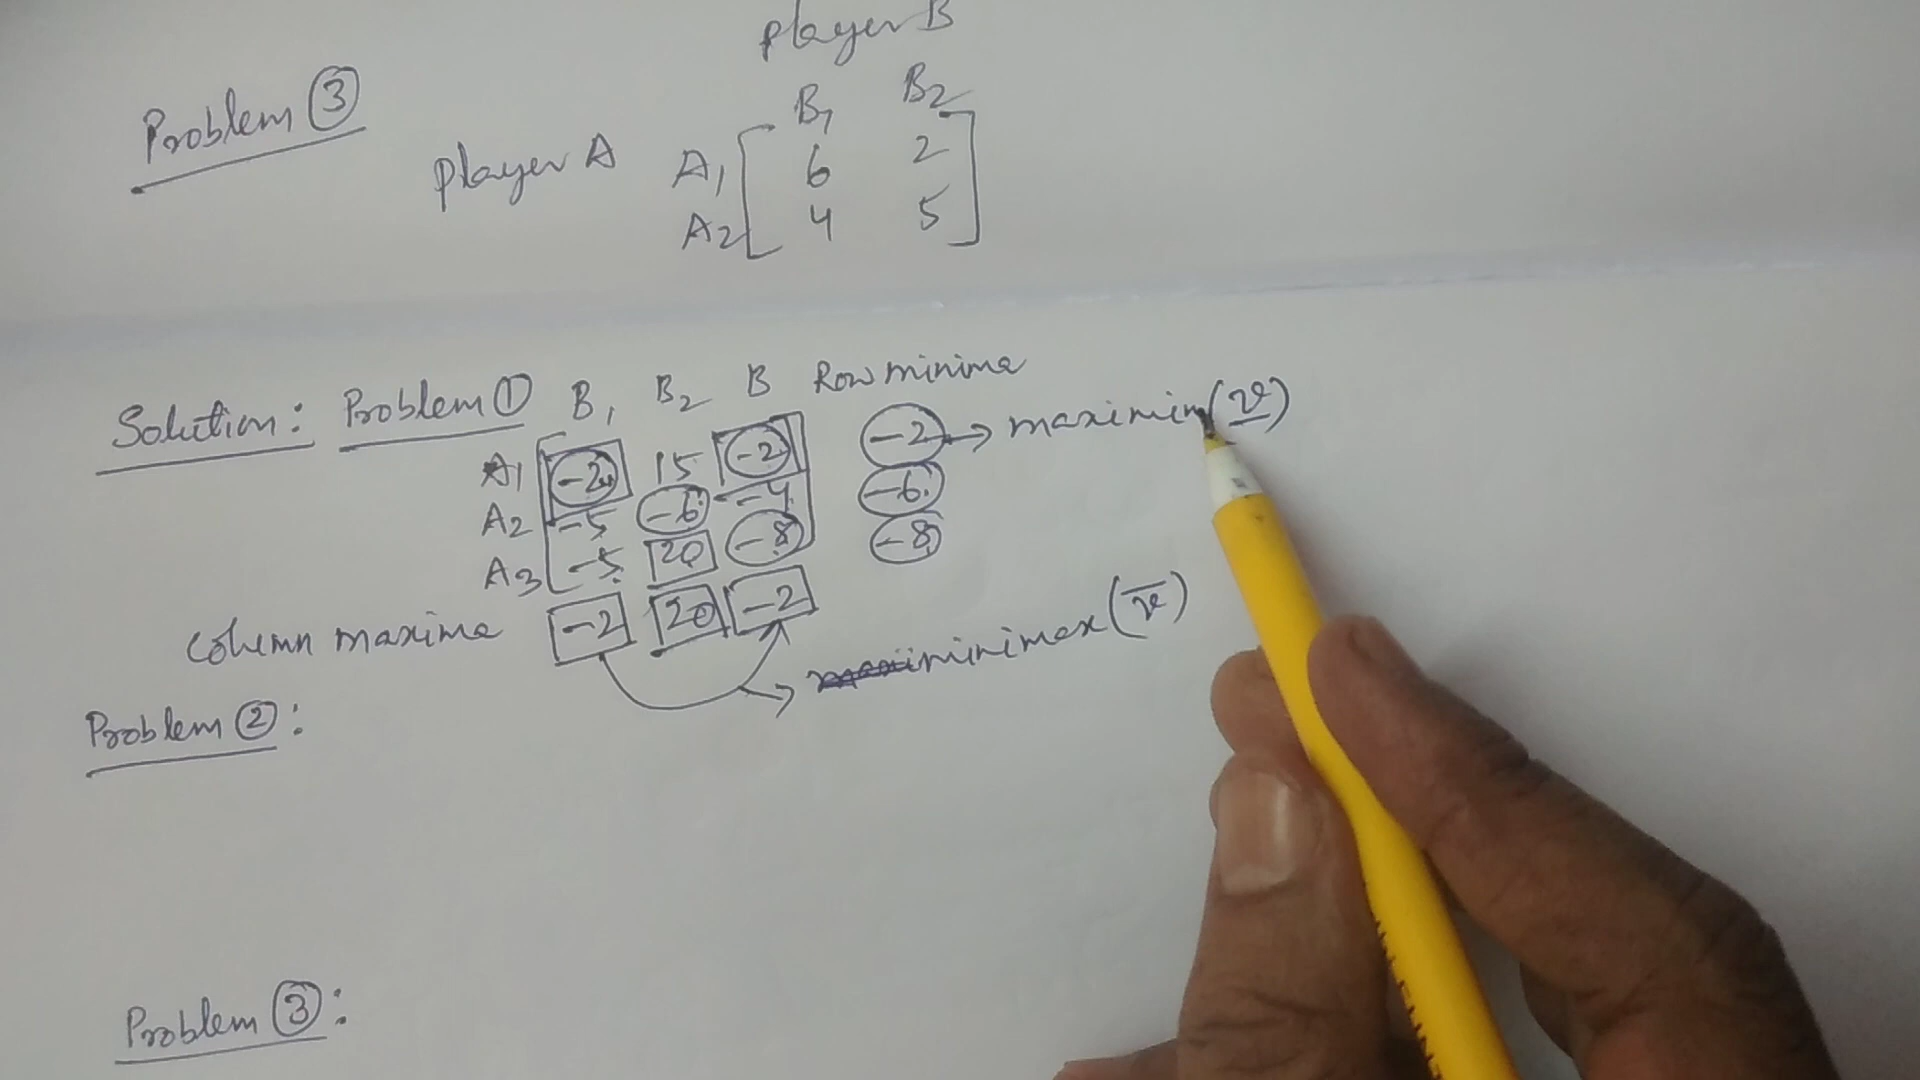 Player B
Problem ③
B1 B2
Player A A1 6 2
A2 4 5
Solution: Problem ① B1 B2 B Row minima
A1 -2 15 -2 -2 → maximin (v)
A2 -5 -6 -4 -6
A3 -5 20 -8 -8
Column maxima -2 20 -2
minimax (v̅)
Problem ②:
Problem ③: